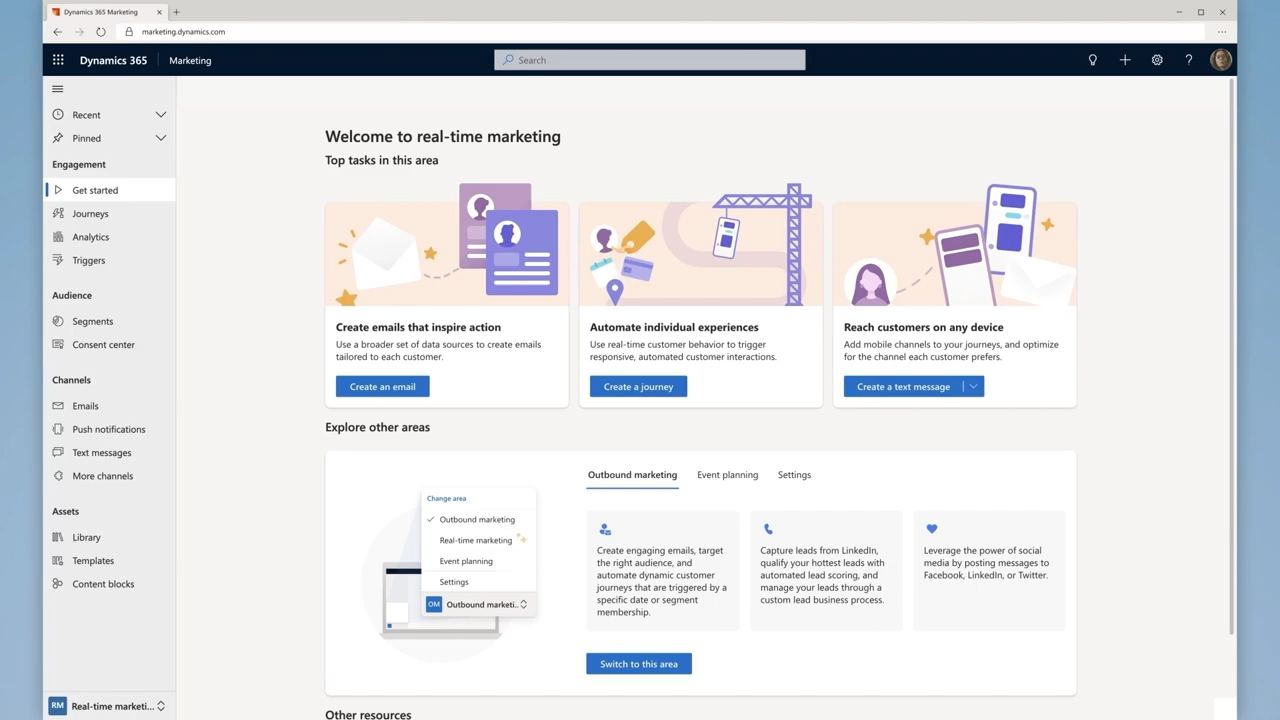 Dynamics 365 Marketing
marketing.dynamics.com
Dynamics 365
Marketing
Search
Recent
Pinned
Engagement
Get started
Journeys
Analytics
Triggers
Audience
Segments
Consent center
Channels
Emails
Push notifications
Text messages
More channels
Assets
Library
Templates
Content blocks
RM Real-time marketi...
Welcome to real-time marketing
Top tasks in this area
Create emails that inspire action
Use a broader set of data sources to create emails
tailored to each customer.
Create an email
Automate individual experiences
Use real-time customer behavior to trigger
responsive, automated customer interactions.
Create a journey
Reach customers on any device
Add mobile channels to your journeys, and optimize
for the channel each customer prefers.
Create a text message
Explore other areas
Change area
Outbound marketing
Real-time marketing
Event planning
Settings
OM Outbound marketi..
Outbound marketing
Event planning
Settings
Create engaging emails, target
the right audience, and
automate dynamic customer
journeys that are triggered by a
specific date or segment
membership.
Capture leads from LinkedIn,
qualify your hottest leads with
automated lead scoring, and
manage your leads through a
custom lead business process.
Leverage the power of social
media by posting messages to
Facebook, LinkedIn, or Twitter.
Switch to this area
Other resources